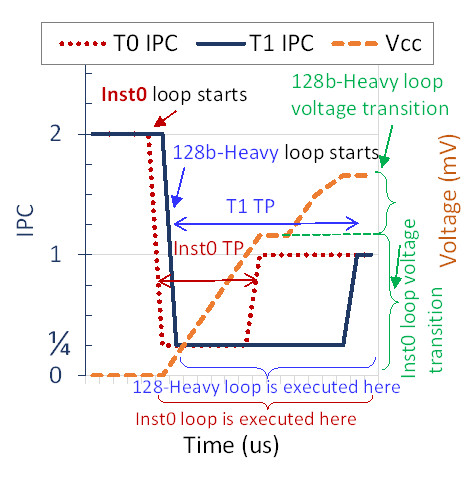 T0 IPC T1 IPC Vcc
Inst0 loop starts
128b-Heavy loop
voltage transition
2
128b-Heavy loop starts
T1 TP
IPC
Voltage (mV)
1
Inst0 TP
Inst0 loop voltage
transition
¼
0
128-Heavy loop is executed here
Inst0 loop is executed here
Time (us)